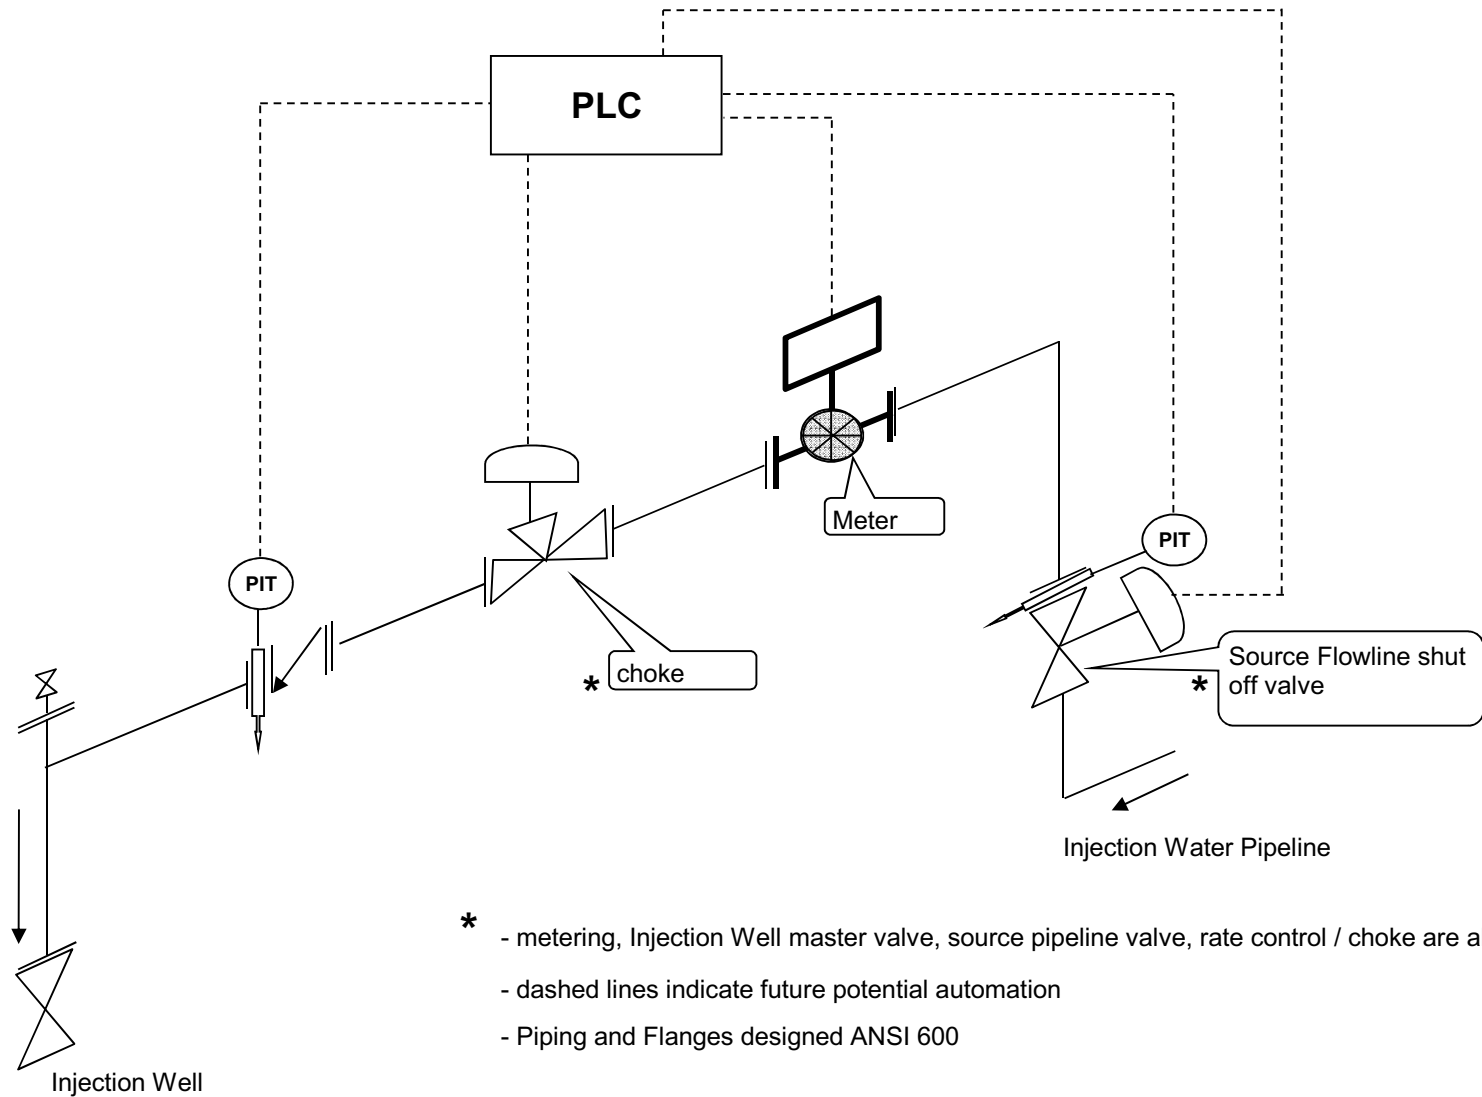 PLC
Meter
PIT
PIT
choke
*
Source Flowline shut
off valve
*
Injection Water Pipeline
* - metering, Injection Well master valve, source pipeline valve, rate control / choke are a
- dashed lines indicate future potential automation
- Piping and Flanges designed ANSI 600
Injection Well